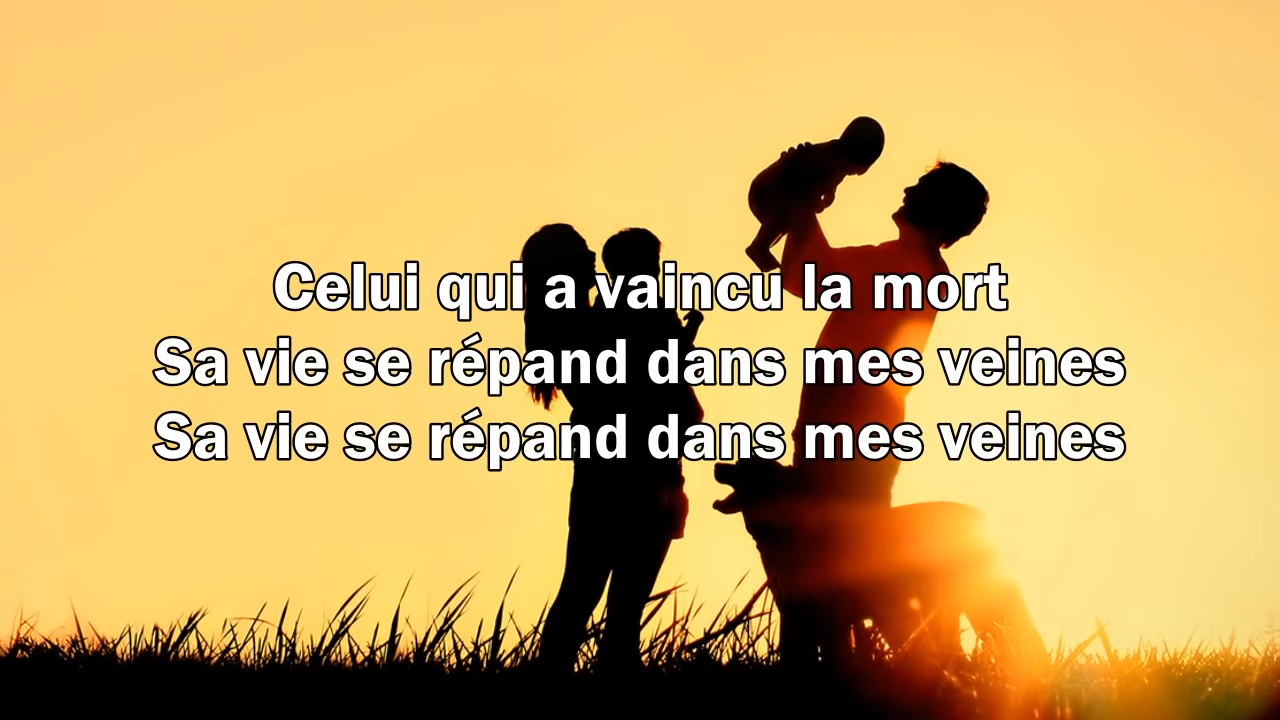 Celui qui a vaincu la mort
Sa vie se répand dans mes veines
Sa vie se répand dans mes veines